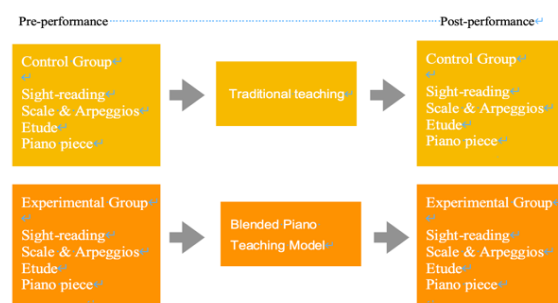 Pre-performance
Post-performance
Control Group
Sight-reading
Scale & Arpeggios
Etude
Piano piece
Traditional teaching
Control Group
Sight-reading
Scale & Arpeggios
Etude
Piano piece
Experimental Group
Sight-reading
Scale & Arpeggios
Etude
Piano piece
Blended Piano
Teaching Model
Experimental Group
Sight-reading
Scale & Arpeggios
Etude
Piano piece